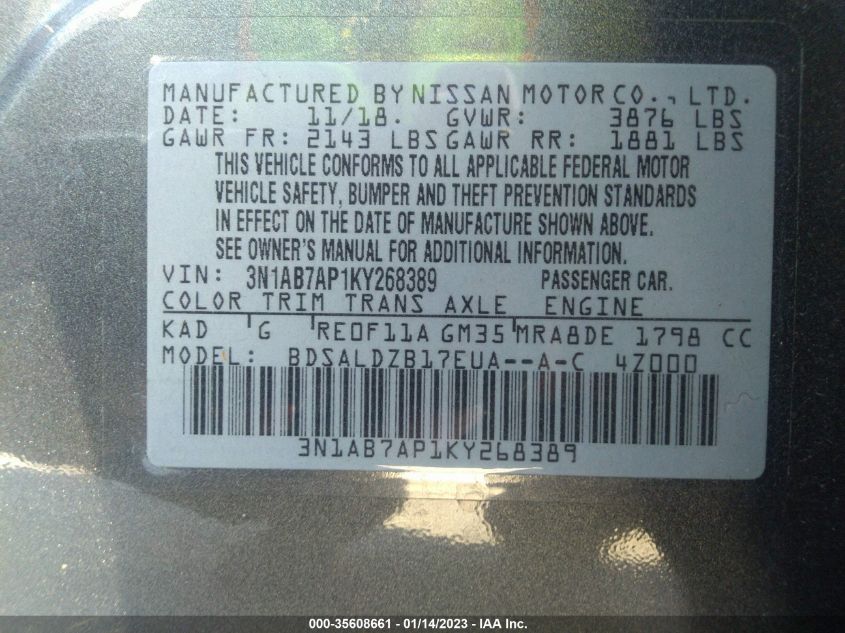 MANUFACTURED BY NISSAN MOTOR CO., LTD.
DATE: 11/18. GVWR: 3876 LBS
GAWR FR: 2143 LBS GAWR RR: 1881 LBS
THIS VEHICLE CONFORMS TO ALL APPLICABLE FEDERAL MOTOR
VEHICLE SAFETY, BUMPER AND THEFT PREVENTION STANDARDS
IN EFFECT ON THE DATE OF MANUFACTURE SHOWN ABOVE.
SEE OWNER'S MANUAL FOR ADDITIONAL INFORMATION.
VIN: 3N1AB7AP1KY268389 PASSENGER CAR.
COLOR TRIM TRANS AXLE ENGINE
KAD G RE0F11A GM35 MRA8DE 1798 CC
MODEL: BDSALDZB17EUA--A-C 4Z000
3N1AB7AP1KY268389
000-35608661 - 01/14/2023 - IAA Inc.